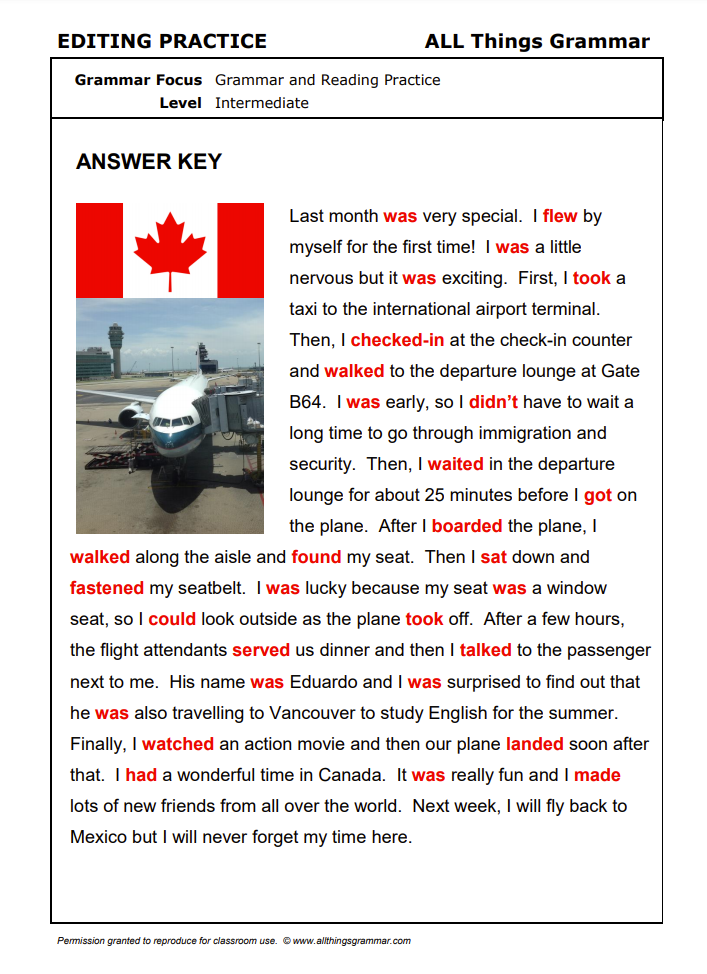 EDITING PRACTICE ALL Things Grammar
Grammar Focus Grammar and Reading Practice
Level Intermediate
ANSWER KEY
Last month was very special. I flew by
myself for the first time! I was a little
nervous but it was exciting. First, I took a
taxi to the international airport terminal.
Then, I checked-in at the check-in counter
and walked to the departure lounge at Gate
B64. I was early, so I didn’t have to wait a
long time to go through immigration and
security. Then, I waited in the departure
lounge for about 25 minutes before I got on
the plane. After I boarded the plane, I
walked along the aisle and found my seat. Then I sat down and
fastened my seatbelt. I was lucky because my seat was a window
seat, so I could look outside as the plane took off. After a few hours,
the flight attendants served us dinner and then I talked to the passenger
next to me. His name was Eduardo and I was surprised to find out that
he was also travelling to Vancouver to study English for the summer.
Finally, I watched an action movie and then our plane landed soon after
that. I had a wonderful time in Canada. It was really fun and I made
lots of new friends from all over the world. Next week, I will fly back to
Mexico but I will never forget my time here.
Permission granted to reproduce for classroom use. © www.allthingsgrammar.com